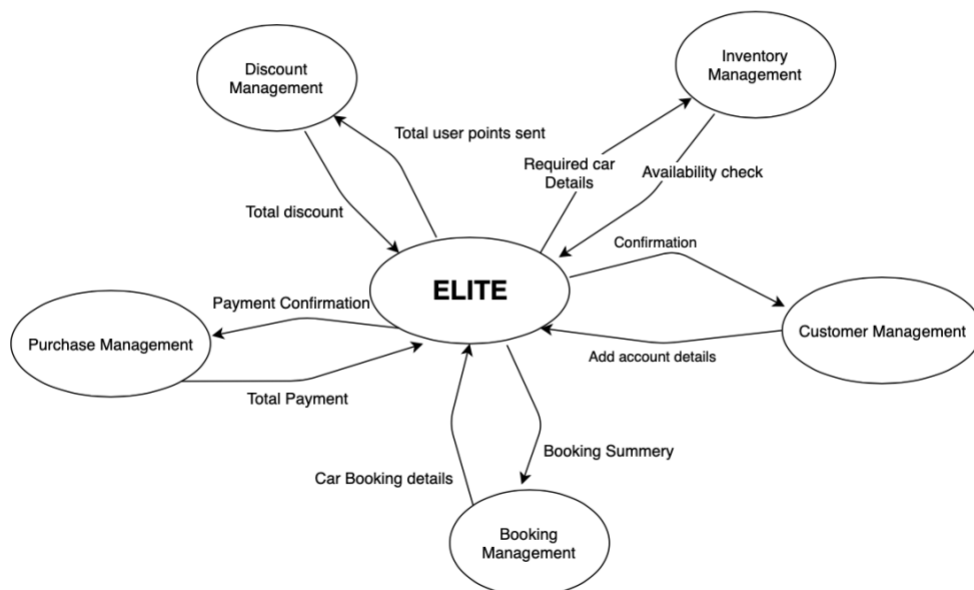 Discount
Management
Inventory
Management
Total user points sent
Required car
Details
Availability check
Total discount
Confirmation
ELITE
Payment Confirmation
Purchase Management
Customer Management
Add account details
Total Payment
Booking Summery
Car Booking details
Booking
Management